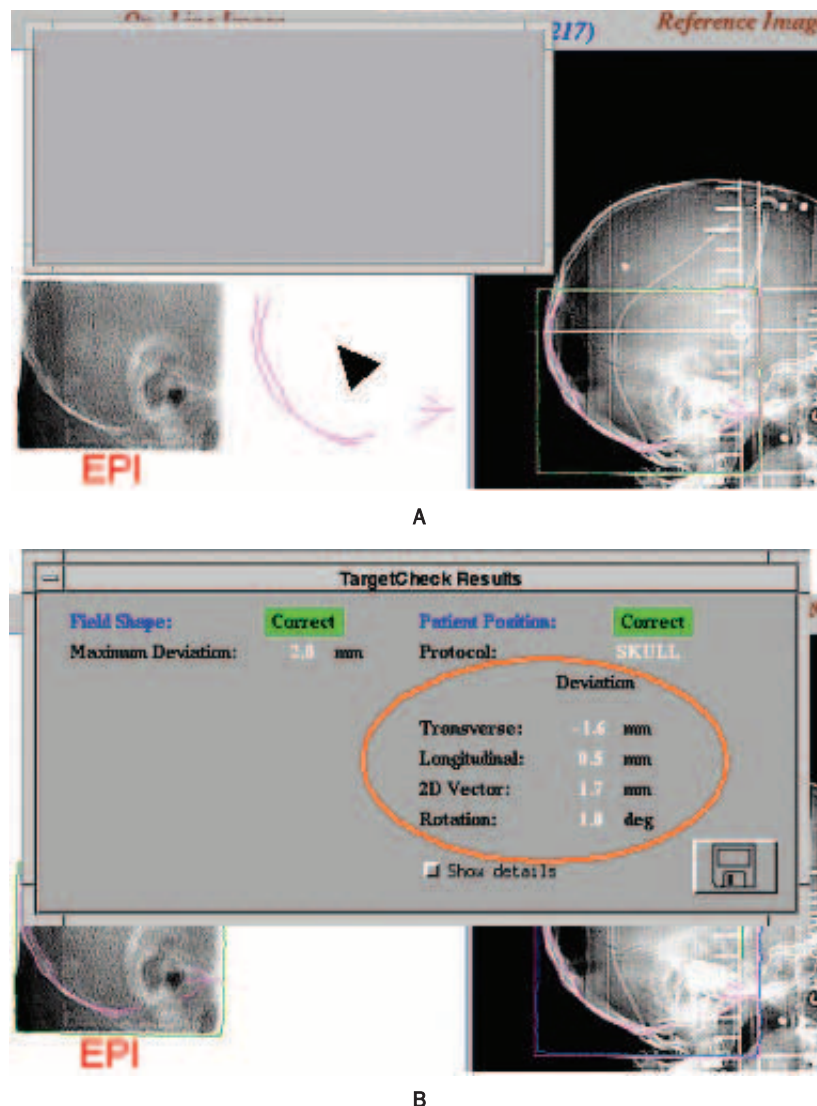 217)
Reference Imag
EPI
A
TargetCheck Results
Field Shape: Correct
Patient Position: Correct
Maximum Deviation: 2.0 mm
Protocol: SKULL
Deviation
Transverse: -1.6 mm
Longitudinal: 0.5 mm
2D Vector: 1.7 mm
Rotation: 1.0 deg
Show details
EPI
B